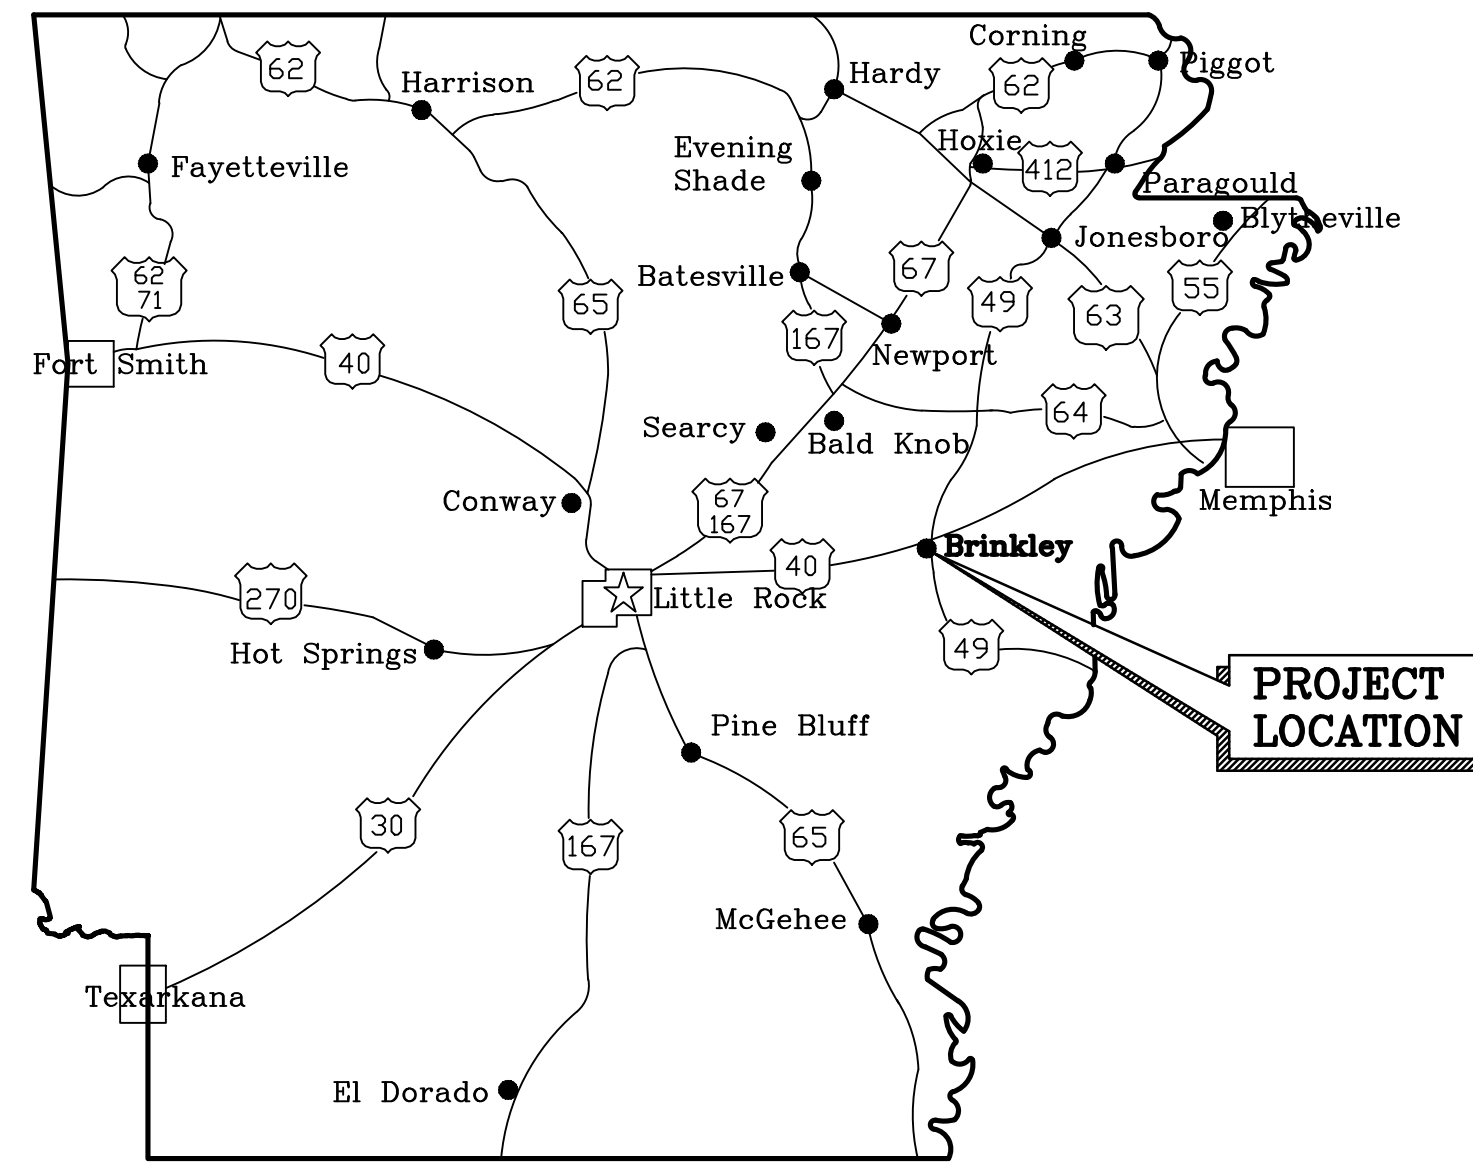 Corning
62
62
Harrison
62
Hardy
62
Piggot
Evening
Shade
Hoxie
412
Fayetteville
Paragould
Blytheville
Jonesboro
62
71
Batesville
67
55
65
49
63
167
Newport
Fort Smith
40
64
Searcy
Bald Knob
Conway
67
167
Memphis
Brinkley
40
270
Little Rock
Hot Springs
49
PROJECT
LOCATION
Pine Bluff
30
167
65
McGehee
Texarkana
El Dorado